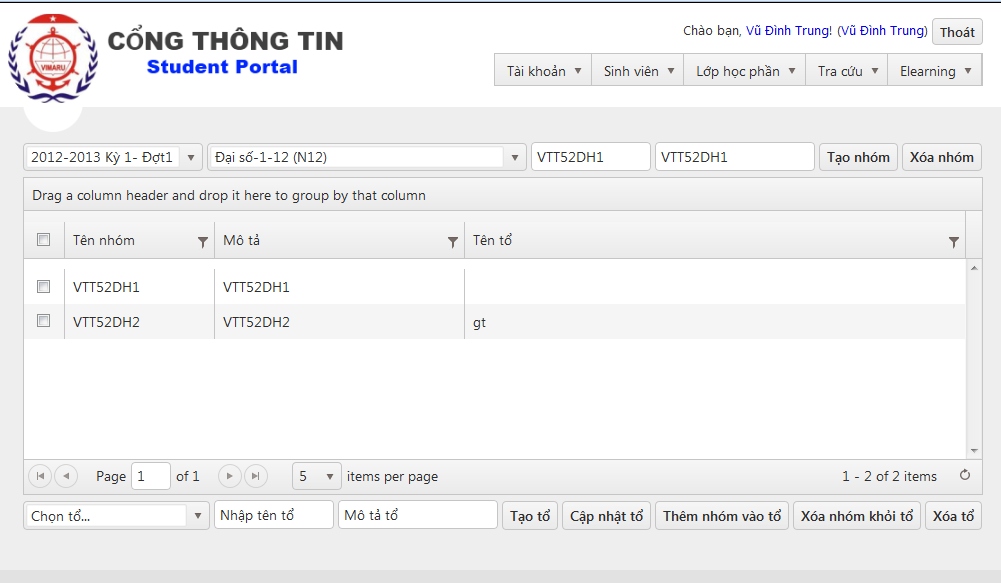 VIMARU
CỔNG THÔNG TIN
Student Portal
Chào bạn, Vũ Đình Trung! (Vũ Đình Trung) Thoát
Tài khoản Sinh viên Lớp học phần Tra cứu Elearning
2012-2013 Kỳ 1- Đợt1 Đại số-1-12 (N12) VTT52DH1 VTT52DH1 Tạo nhóm Xóa nhóm
Drag a column header and drop it here to group by that column
Tên nhóm Mô tả Tên tổ
VTT52DH1 VTT52DH1
VTT52DH2 VTT52DH2 gt
Page 1 of 1 5 items per page 1 - 2 of 2 items
Chọn tổ... Nhập tên tổ Mô tả tổ Tạo tổ Cập nhật tổ Thêm nhóm vào tổ Xóa nhóm khỏi tổ Xóa tổ